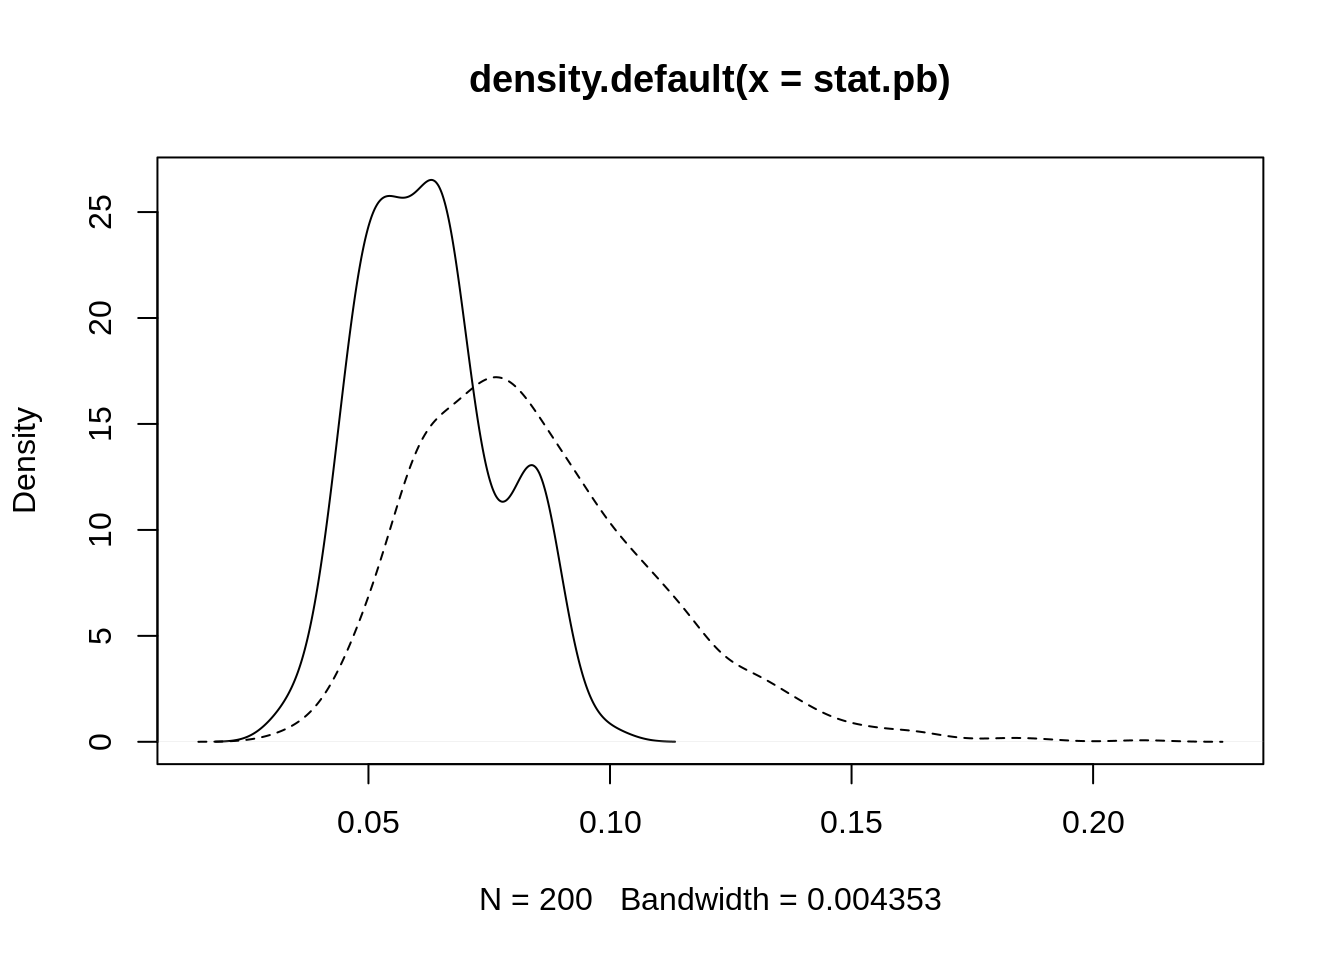 density.default(x = stat.pb)
Density
25
20
15
10
5
0
0.05 0.10 0.15 0.20
N = 200 Bandwidth = 0.004353